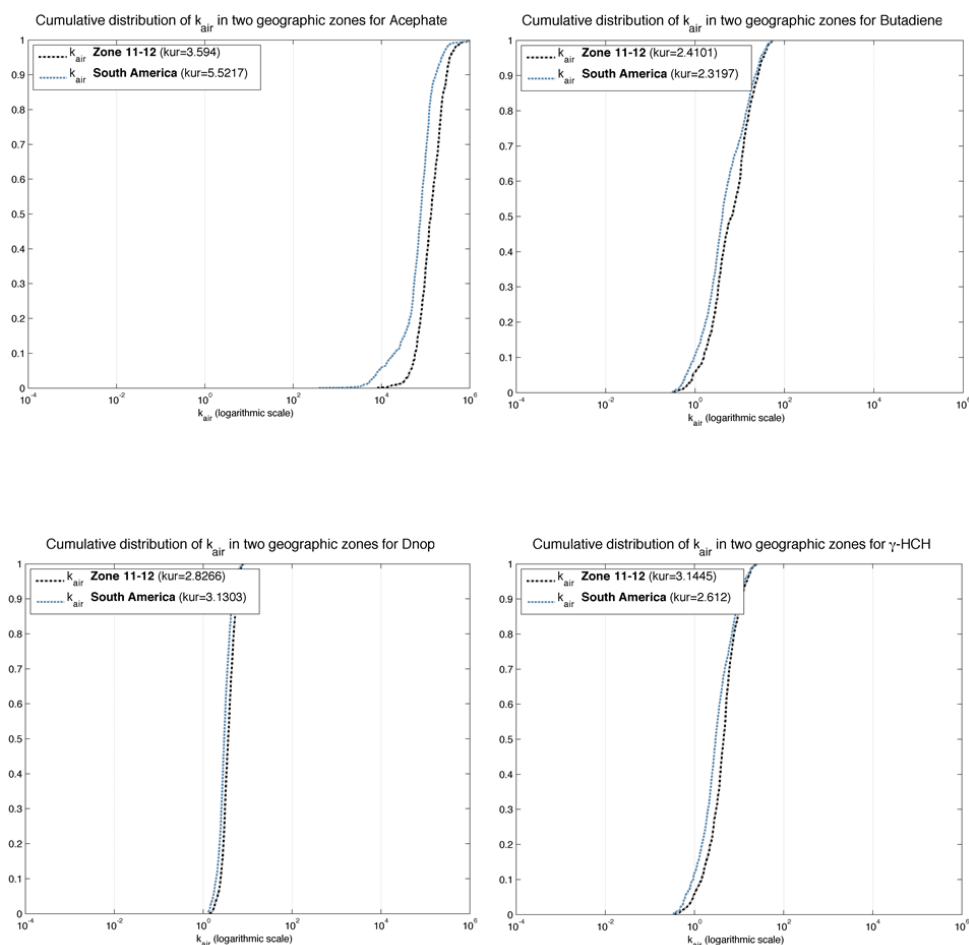 Cumulative distribution of k_air in two geographic zones for Acephate
k_air Zone 11-12 (kur=3.594)
k_air South America (kur=5.5217)
1
0.9
0.8
0.7
0.6
0.5
0.4
0.3
0.2
0.1
0
10^-4 10^-2 10^0 10^2 10^4 10^6
k_air (logarithmic scale)
Cumulative distribution of k_air in two geographic zones for Butadiene
k_air Zone 11-12 (kur=2.4101)
k_air South America (kur=2.3197)
1
0.9
0.8
0.7
0.6
0.5
0.4
0.3
0.2
0.1
0
10^-4 10^-2 10^0 10^2 10^4 10^6
k_air (logarithmic scale)
Cumulative distribution of k_air in two geographic zones for Dnop
k_air Zone 11-12 (kur=2.8266)
k_air South America (kur=3.1303)
1
0.9
0.8
0.7
0.6
0.5
0.4
0.3
0.2
0.1
0
10^-4 10^-2 10^0 10^2 10^4 10^6
k_air (logarithmic scale)
Cumulative distribution of k_air in two geographic zones for γ-HCH
k_air Zone 11-12 (kur=3.1445)
k_air South America (kur=2.612)
1
0.9
0.8
0.7
0.6
0.5
0.4
0.3
0.2
0.1
0
10^-4 10^-2 10^0 10^2 10^4 10^6
k_air (logarithmic scale)